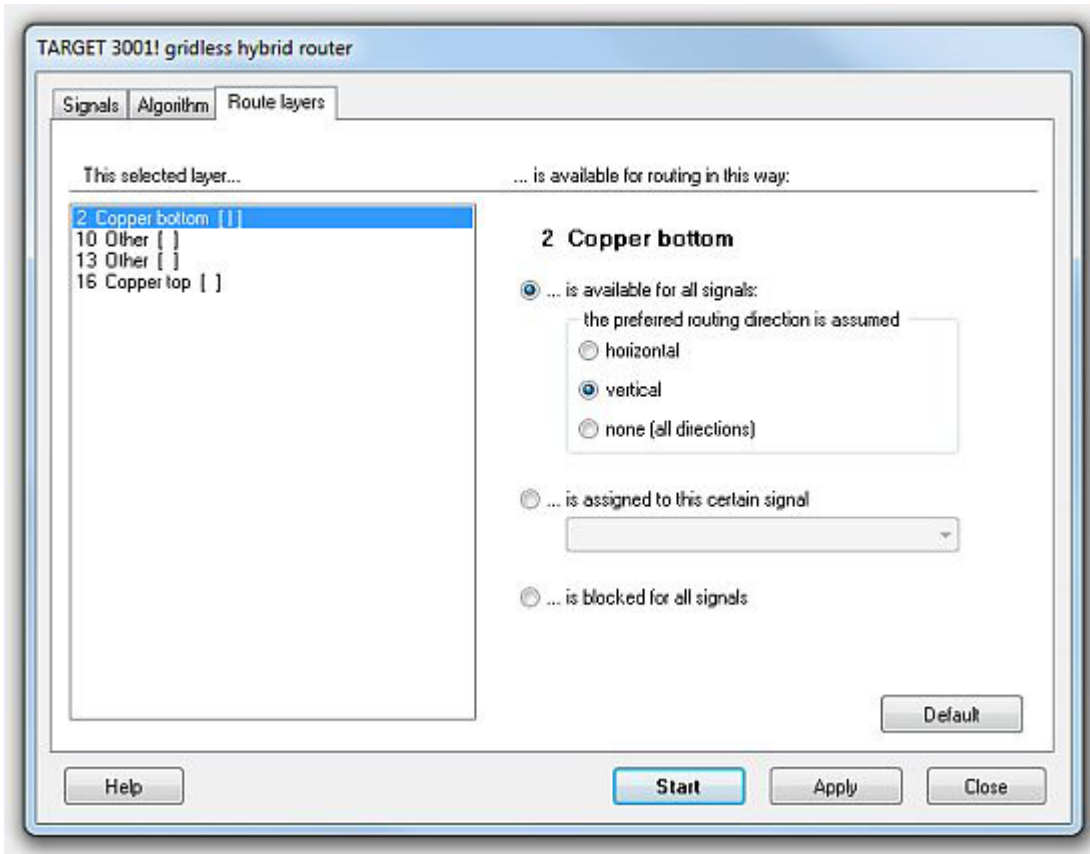 TARGET 3001! gridless hybrid router
Signals Algorithm Route layers
This selected layer... ... is available for routing in this way:
2 Copper bottom [|]
10 Other [ ]
13 Other [ ]
16 Copper top [ ]
2 Copper bottom
... is available for all signals:
the preferred routing direction is assumed
horizontal
vertical
none (all directions)
... is assigned to this certain signal
... is blocked for all signals
Default
Help Start Apply Close